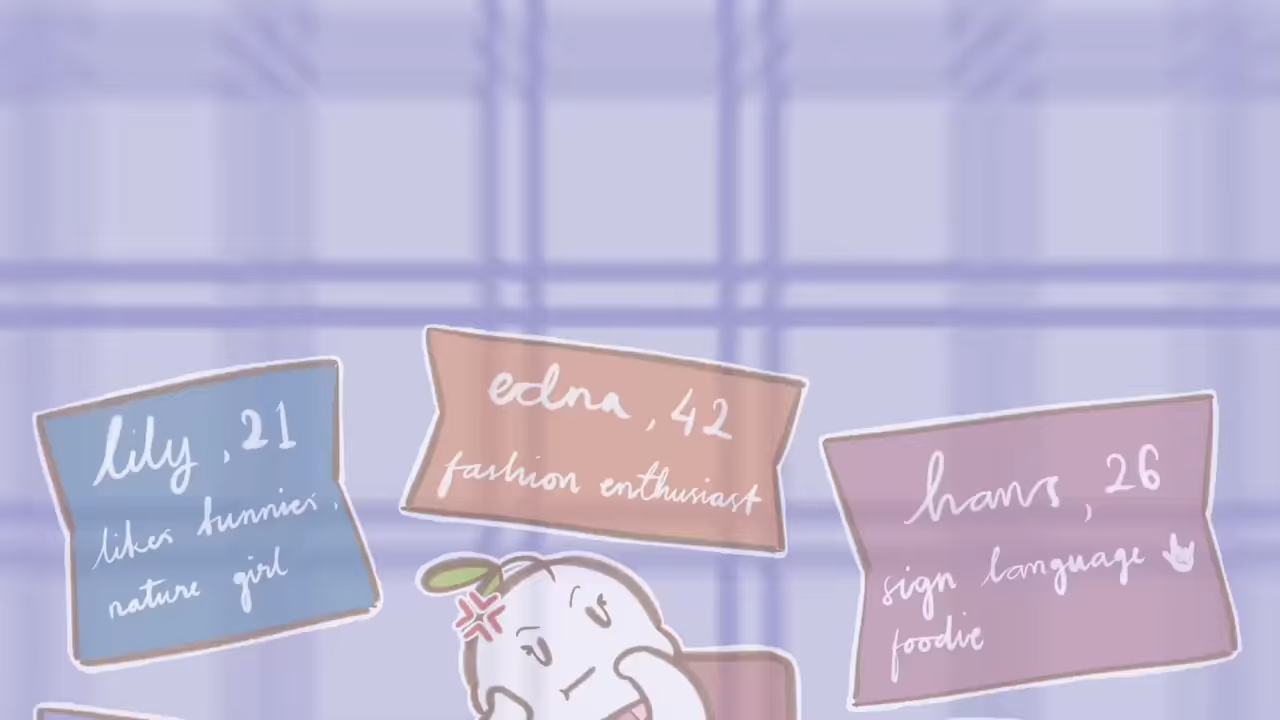 lily, 21
likes bunnies,
nature girl
edna, 42
fashion enthusiast
hans, 26
sign language
foodie